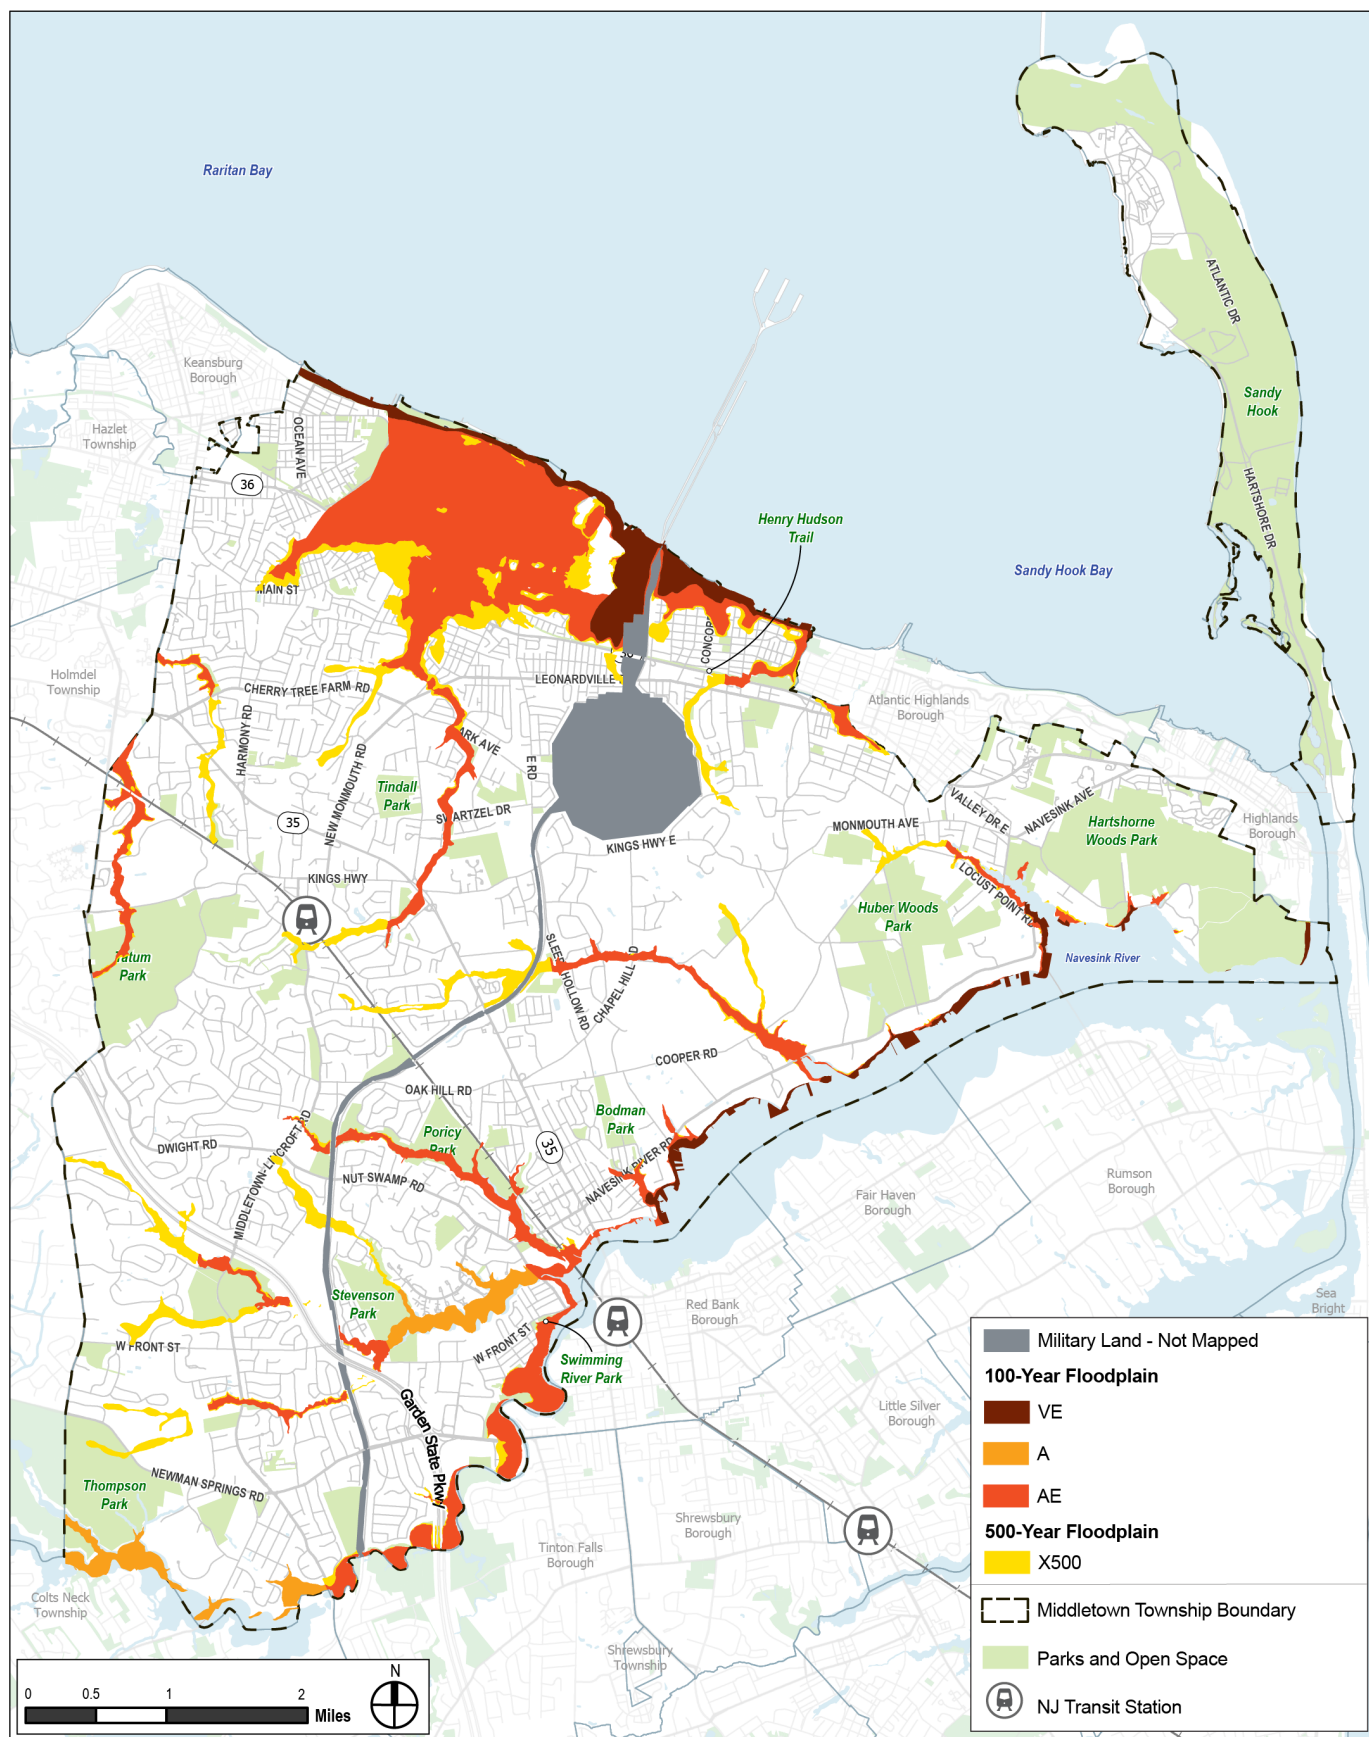 Raritan Bay
ATLANTIC DR
Keansburg
Borough
Sandy
Hook
Hazlet
Township
OCEAN AVE
36
HARTSHORE DR
Henry Hudson
Trail
Sandy Hook Bay
MAIN ST
CONCOR
Holmdel
Township
LEONARDVILLE
CHERRY TREE FARM RD
Atlantic Highlands
Borough
HARMONY RD
ARK AVE
E RD
NEW MONMOUTH RD
Tindall
Park
VALLEY DR E
NAVESINK AVE
SWARTZEL DR
35
MONMOUTH AVE
Hartshorne
Woods Park
Highlands
Borough
KINGS HWY E
KINGS HWY
LOCUST POINT RD
Huber Woods
Park
Tatum
Park
SLEEPY HOLLOW RD
CHAPEL HILL RD
Navesink River
COOPER RD
OAK HILL RD
Bodman
Park
Poricy
Park
35
DWIGHT RD
MIDDLETOWN-LINCROFT RD
NUT SWAMP RD
NAVESINK RIVER RD
Rumson
Borough
Fair Haven
Borough
Stevenson
Park
Red Bank
Borough
Sea
Bright
W FRONT ST
W FRONT ST
Swimming
River Park
Garden State Pkwy
Little Silver
Borough
Thompson
Park
NEWMAN SPRINGS RD
Shrewsbury
Borough
Tinton Falls
Borough
Colts Neck
Township
Shrewsbury
Township
Military Land - Not Mapped
100-Year Floodplain
VE
A
AE
500-Year Floodplain
X500
Middletown Township Boundary
Parks and Open Space
NJ Transit Station
N
0 0.5 1 2
Miles